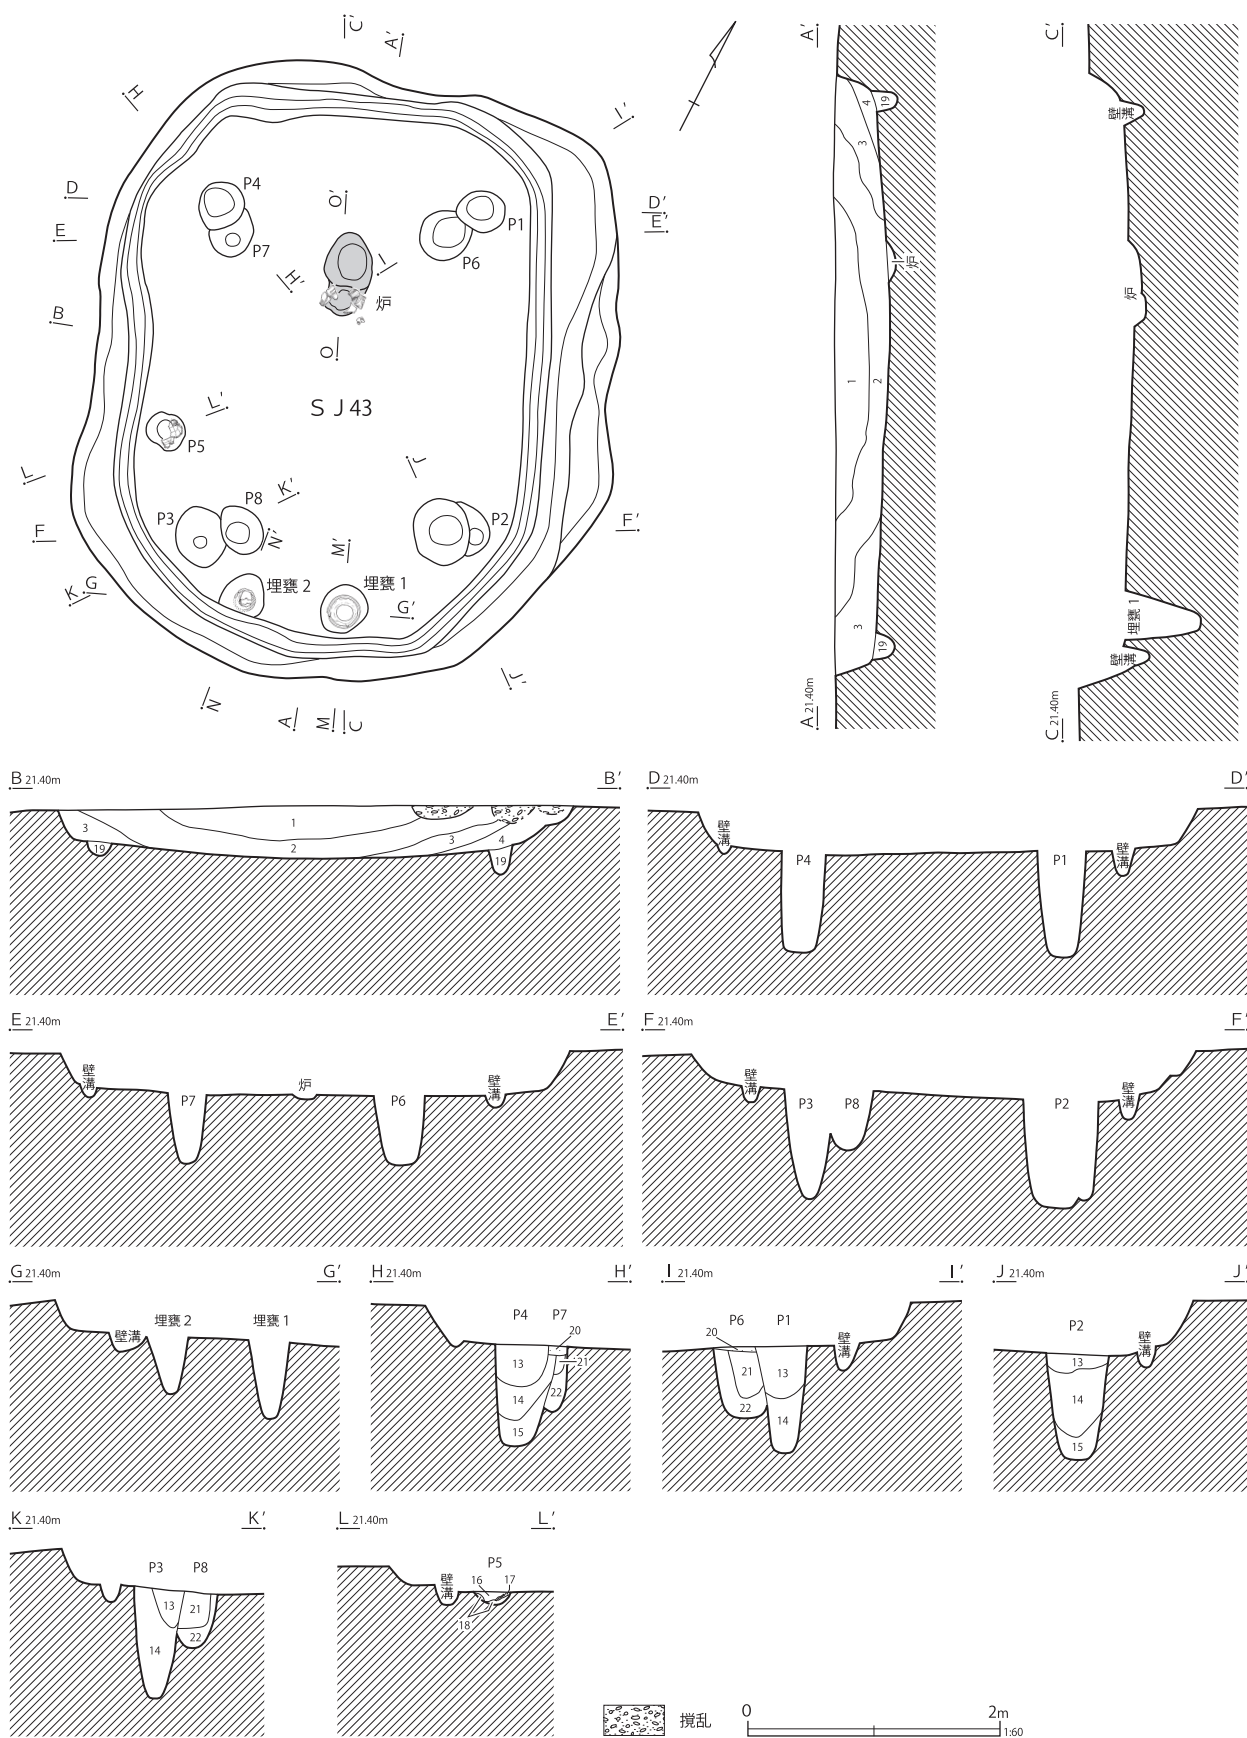 C′
A′
H
I′
D
P4
O′
P1
D′
E′
E
P7
P6
H′
I
炉
B
O
L′
S J 43
P5
J
L
K′
P3
P8
P2
F
N′
M′
F′
K
G
埋甕 2
埋甕 1
G′
N
J′
A
M
C
A′
4
19
3
炉
1
2
3
19
A 21.40m
C′
壁溝
炉
埋甕 1
壁溝
C 21.40m
B 21.40m
B′
1
3
2
3
4
19
19
D 21.40m
D′
壁溝
P4
P1
壁溝
E 21.40m
E′
壁溝
P7
炉
P6
壁溝
F 21.40m
F′
壁溝
P3
P8
P2
壁溝
G 21.40m
G′
壁溝
埋甕 2
埋甕 1
H 21.40m
H′
P4
P7
20
13
21
14
22
15
I 21.40m
I′
P6
P1
20
21
13
22
14
壁溝
J 21.40m
J′
P2
13
14
15
壁溝
K 21.40m
K′
P3
P8
13
21
14
22
L 21.40m
L′
P5
壁溝
16
17
18
撹乱
0
2m
1:60